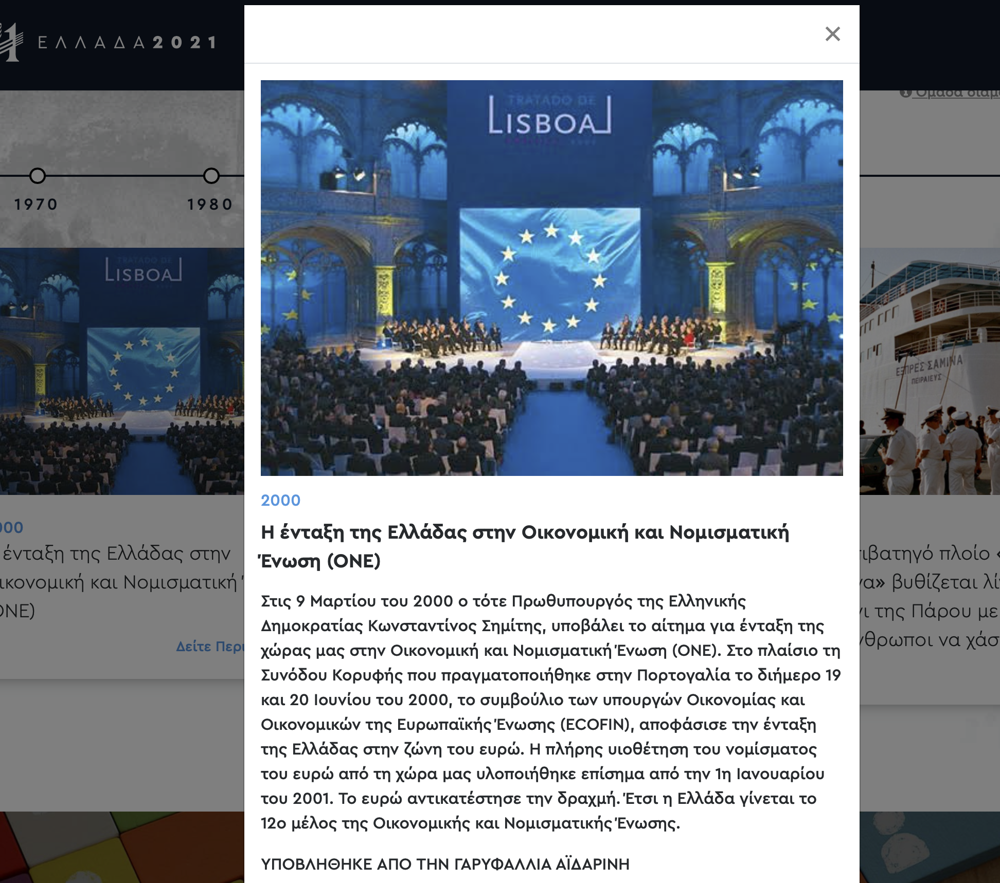 ΕΛΛΑΔΑ2021
Ομάδα
1970
1980
TRATADO DE
LISBOA
000
ένταξη της Ελλάδας στην
ικονομική και Νομισματική
ΟΝΕ)
Δείτε Περι
TRATADO DE
LISBOA
2000
Η ένταξη της Ελλάδας στην Οικονομική και Νομισματική
Ένωση (ΟΝΕ)
Στις 9 Μαρτίου του 2000 ο τότε Πρωθυπουργός της Ελληνικής
Δημοκρατίας Κωνσταντίνος Σημίτης, υποβάλει το αίτημα για ένταξη της
χώρας μας στην Οικονομική και Νομισματική Ένωση (ΟΝΕ). Στο πλαίσιο τη
Συνόδου Κορυφής που πραγματοποιήθηκε στην Πορτογαλία το διήμερο 19
και 20 Ιουνίου του 2000, το συμβούλιο των υπουργών Οικονομίας και
Οικονομικών της Ευρωπαϊκής Ένωσης (ECOFIN), αποφάσισε την ένταξη
της Ελλάδας στην ζώνη του ευρώ. Η πλήρης υιοθέτηση του νομίσματος
του ευρώ από τη χώρα μας υλοποιήθηκε επίσημα από την 1η Ιανουαρίου
του 2001. Το ευρώ αντικατέστησε την δραχμή. Έτσι η Ελλάδα γίνεται το
12ο μέλος της Οικονομικής και Νομισματικής Ένωσης.
ΥΠΟΒΛΗΘΗΚΕ ΑΠΟ ΤΗΝ ΓΑΡΥΦΑΛΛΙΑ ΑΪΔΑΡΙΝΗ
ΕΞΠΡΕΣ ΣΑΜΙΝΑ
ΠΕΙΡΑΙΕΥΣ
τιβατηγό πλοίο «
να» βυθίζεται λί
νι της Πάρου με
νθρωποι να χάσ